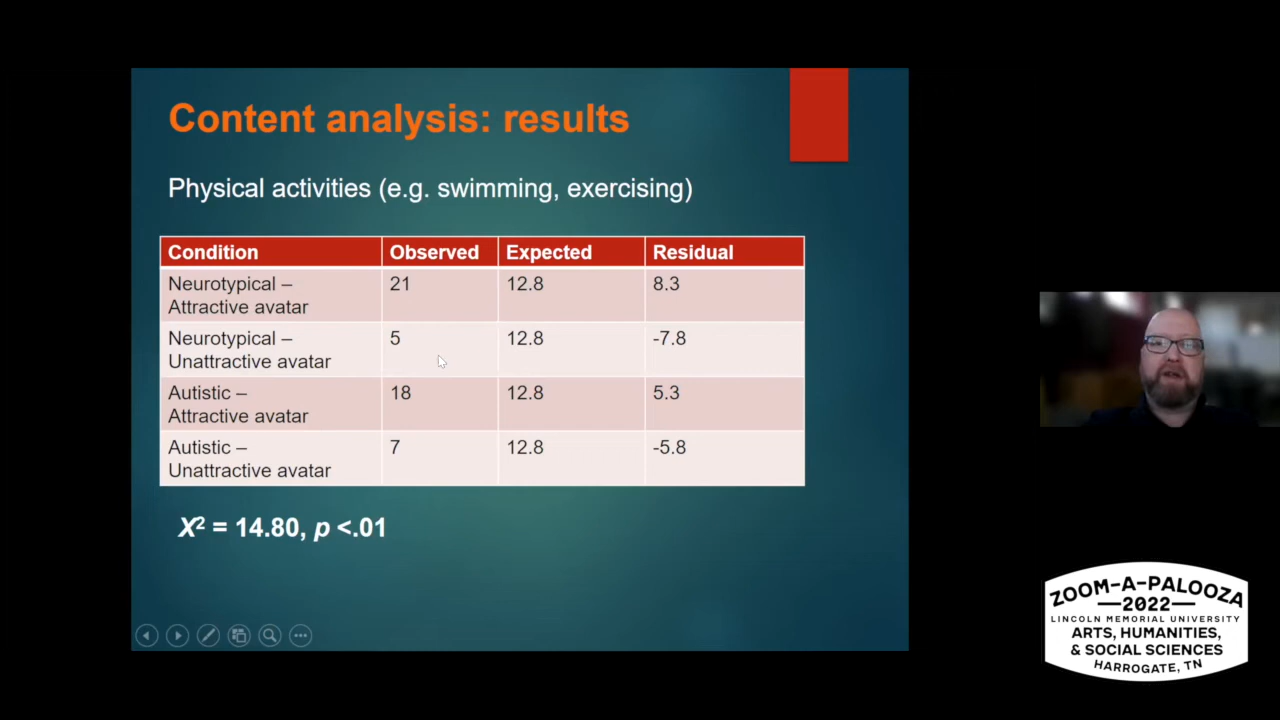 Content analysis: results
Physical activities (e.g. swimming, exercising)
Condition Observed Expected Residual
Neurotypical – 21 12.8 8.3
Attractive avatar
Neurotypical – 5 12.8 -7.8
Unattractive avatar
Autistic – 18 12.8 5.3
Attractive avatar
Autistic – 7 12.8 -5.8
Unattractive avatar
X² = 14.80, p <.01
ZOOM-A-PALOOZA
2022
LINCOLN MEMORIAL UNIVERSITY
ARTS, HUMANITIES,
& SOCIAL SCIENCES
HARROGATE, TN